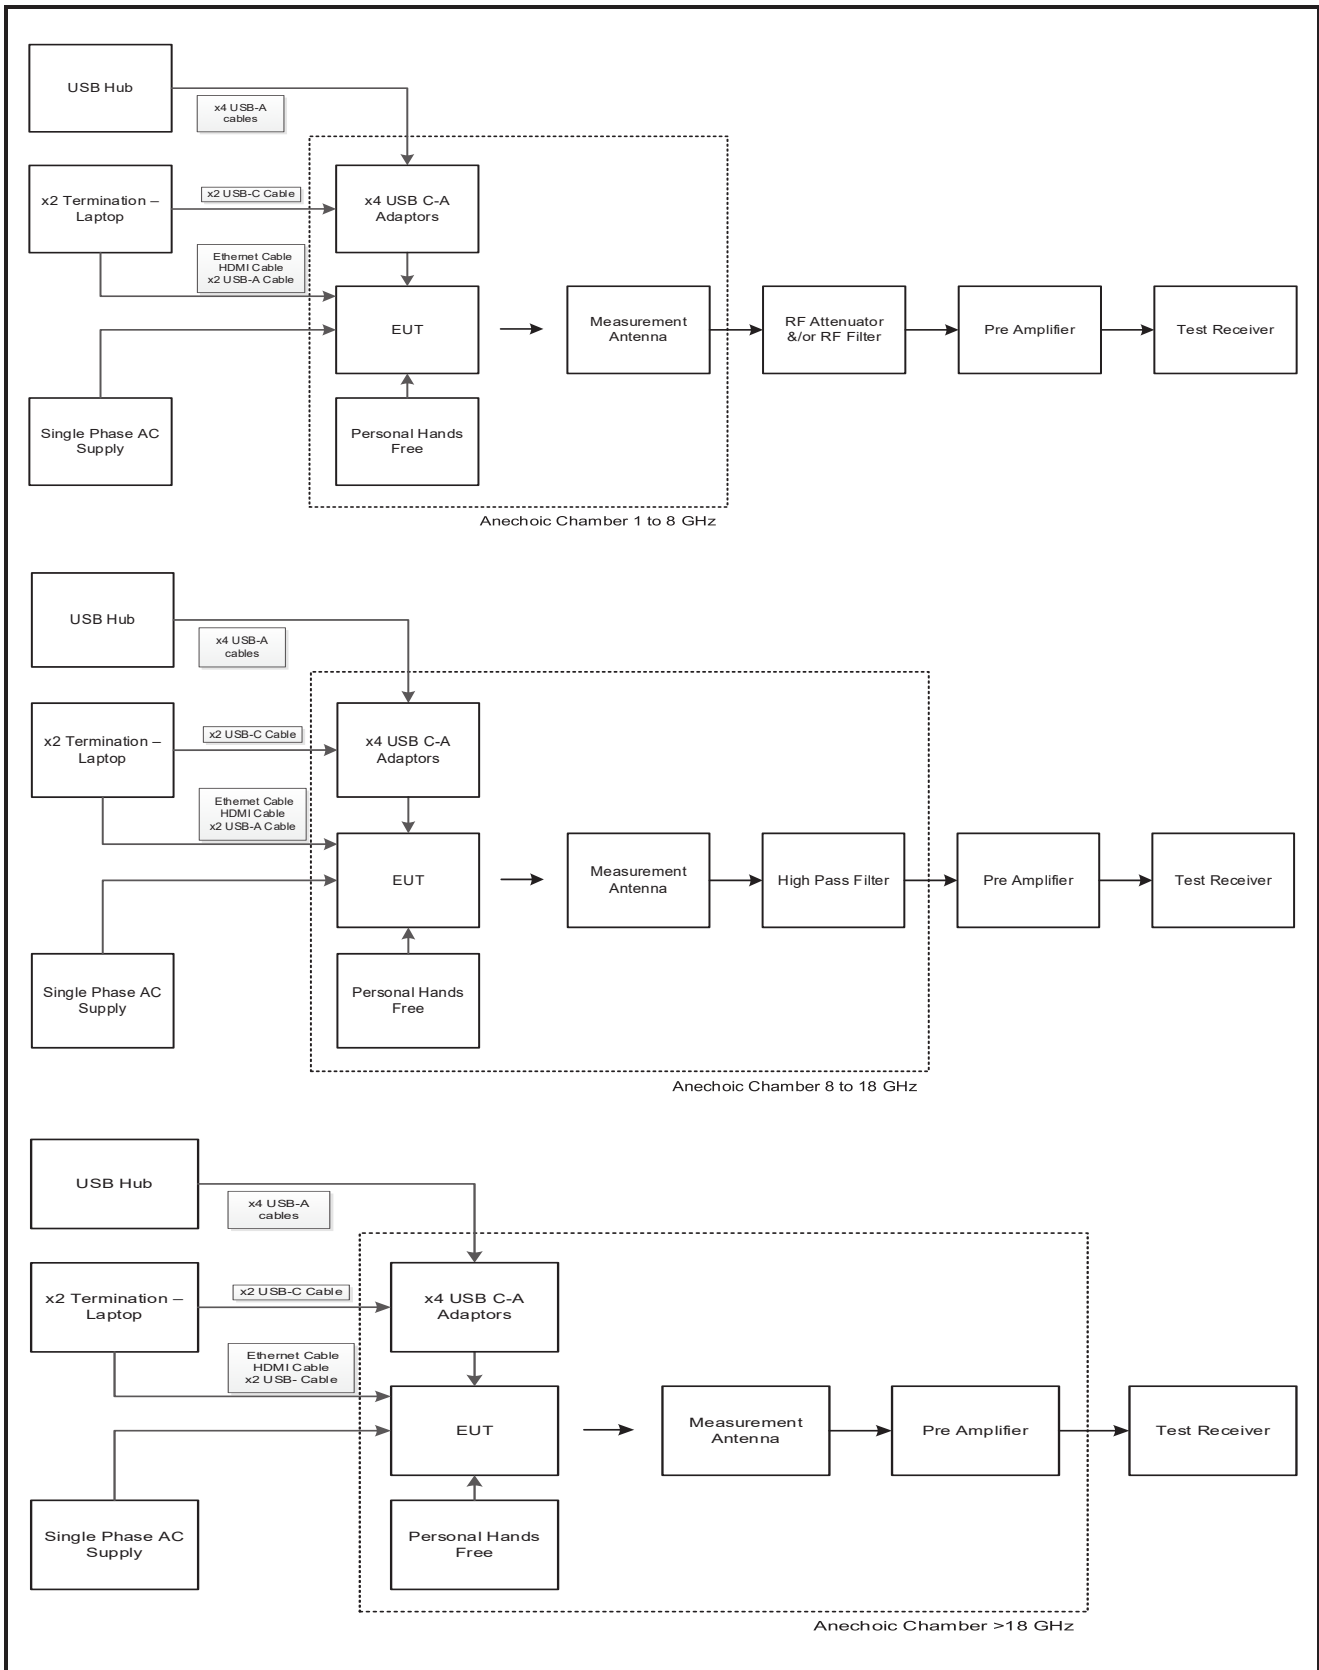 USB Hub
x4 USB-A
cables
x2 Termination –
Laptop
x2 USB-C Cable
x4 USB C-A
Adaptors
Ethernet Cable
HDMI Cable
x2 USB-A Cable
EUT
Measurement
Antenna
RF Attenuator
&/or RF Filter
Pre Amplifier
Test Receiver
Single Phase AC
Supply
Personal Hands
Free
Anechoic Chamber 1 to 8 GHz
USB Hub
x4 USB-A
cables
x2 Termination –
Laptop
x2 USB-C Cable
x4 USB C-A
Adaptors
Ethernet Cable
HDMI Cable
x2 USB-A Cable
EUT
Measurement
Antenna
High Pass Filter
Pre Amplifier
Test Receiver
Single Phase AC
Supply
Personal Hands
Free
Anechoic Chamber 8 to 18 GHz
USB Hub
x4 USB-A
cables
x2 Termination –
Laptop
x2 USB-C Cable
x4 USB C-A
Adaptors
Ethernet Cable
HDMI Cable
x2 USB- Cable
EUT
Measurement
Antenna
Pre Amplifier
Test Receiver
Single Phase AC
Supply
Personal Hands
Free
Anechoic Chamber >18 GHz